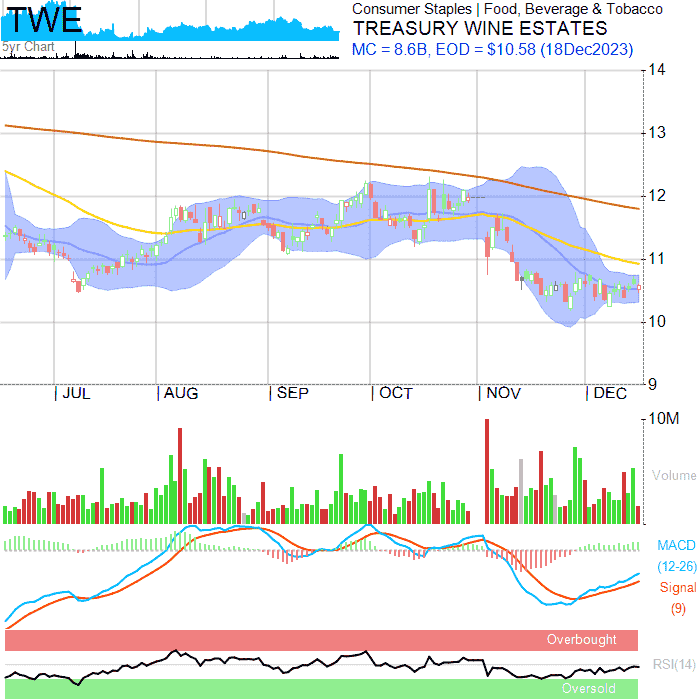 TWE
5yr Chart
Consumer Staples | Food, Beverage & Tobacco
TREASURY WINE ESTATES
MC = 8.6B, EOD = $10.58 (18Dec2023)
14
13
12
11
10
9
JUL AUG SEP OCT NOV DEC
10M
Volume
MACD
(12-26)
Signal
(9)
Overbought
RSI(14)
Oversold